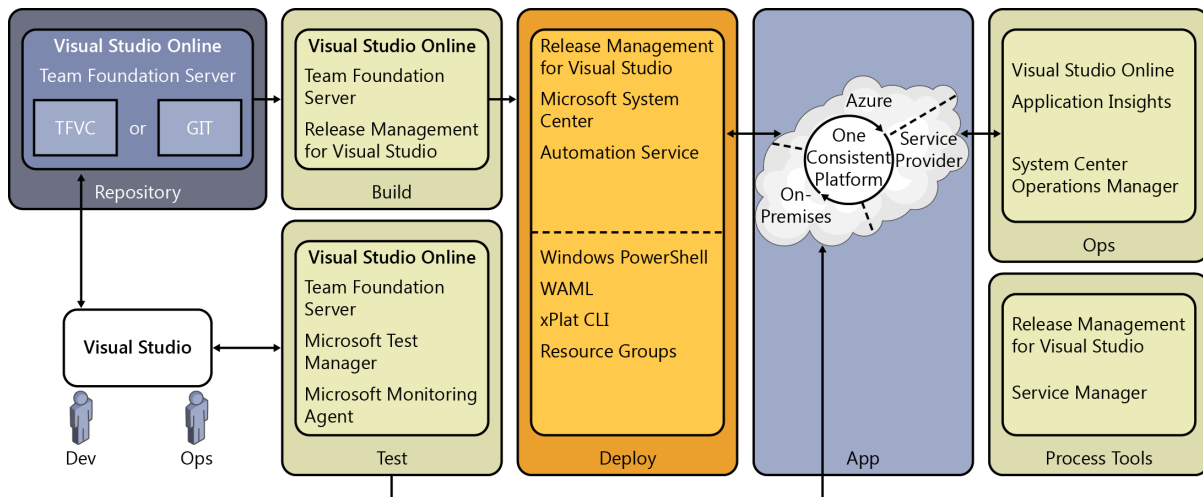 Visual Studio Online
Team Foundation Server
TFVC
or
GIT
Repository
Visual Studio
Dev
Ops
Visual Studio Online
Team Foundation
Server
Release Management
for Visual Studio
Build
Visual Studio Online
Team Foundation
Server
Microsoft Test
Manager
Microsoft Monitoring
Agent
Test
Release Management
for Visual Studio
Microsoft System
Center
Automation Service
Windows PowerShell
WAML
xPlat CLI
Resource Groups
Deploy
Azure
One
Consistent
Platform
Service
Provider
On-
Premises
App
Visual Studio Online
Application Insights
System Center
Operations Manager
Ops
Release Management
for Visual Studio
Service Manager
Process Tools